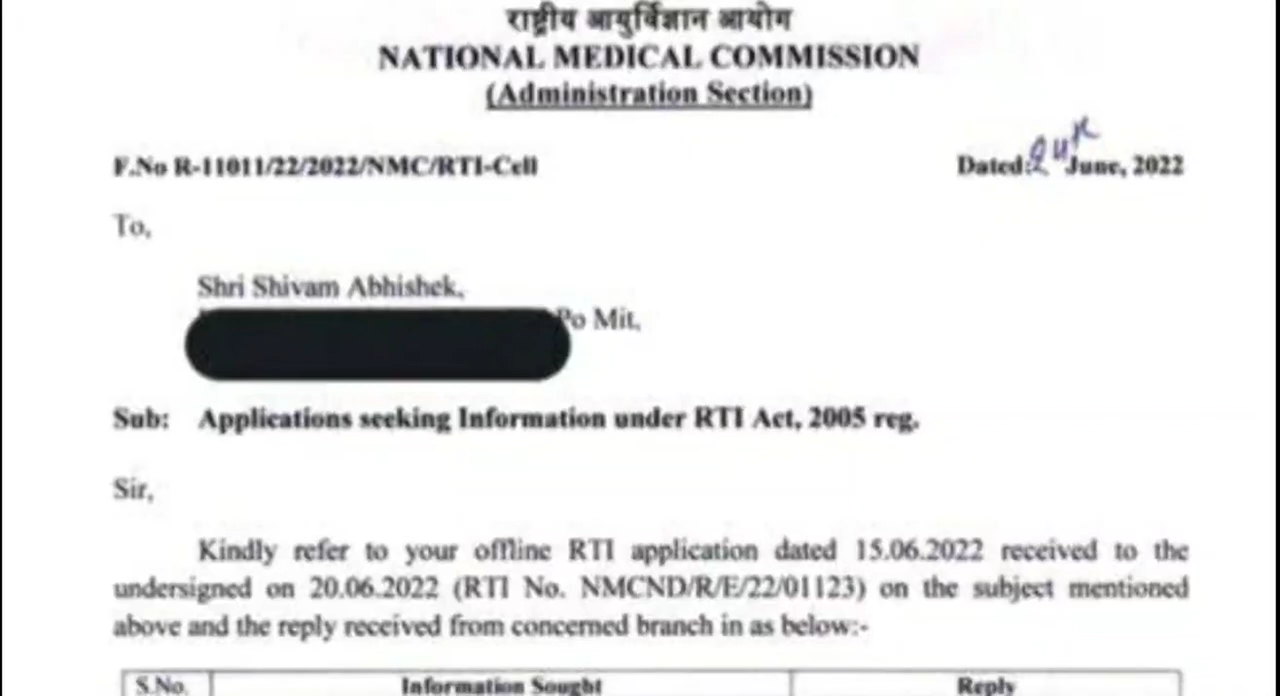 राष्ट्रीय आयुर्विज्ञान आयोग
NATIONAL MEDICAL COMMISSION
(Administration Section)
F.No R-11011/22/2022/NMC/RTI-Cell
Dated: 24th June, 2022
To,
Shri Shivam Abhishek,
Po Mit,
Sub: Applications seeking Information under RTI Act, 2005 reg.
Sir,
Kindly refer to your offline RTI application dated 15.06.2022 received to the
undersigned on 20.06.2022 (RTI No. NMCND/R/E/22/01123) on the subject mentioned
above and the reply received from concerned branch in as below:-
S.No. Information Sought Reply